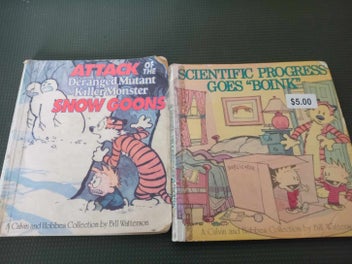 ATTACK OF THE
Deranged Mutant
Killer Monster
SNOW GOONS
A Calvin and Hobbes Collection by Bill Watterson
SCIENTIFIC PROGRESS
GOES "BOINK"
$5.00
A Calvin and Hobbes Collection by Bill Watterson